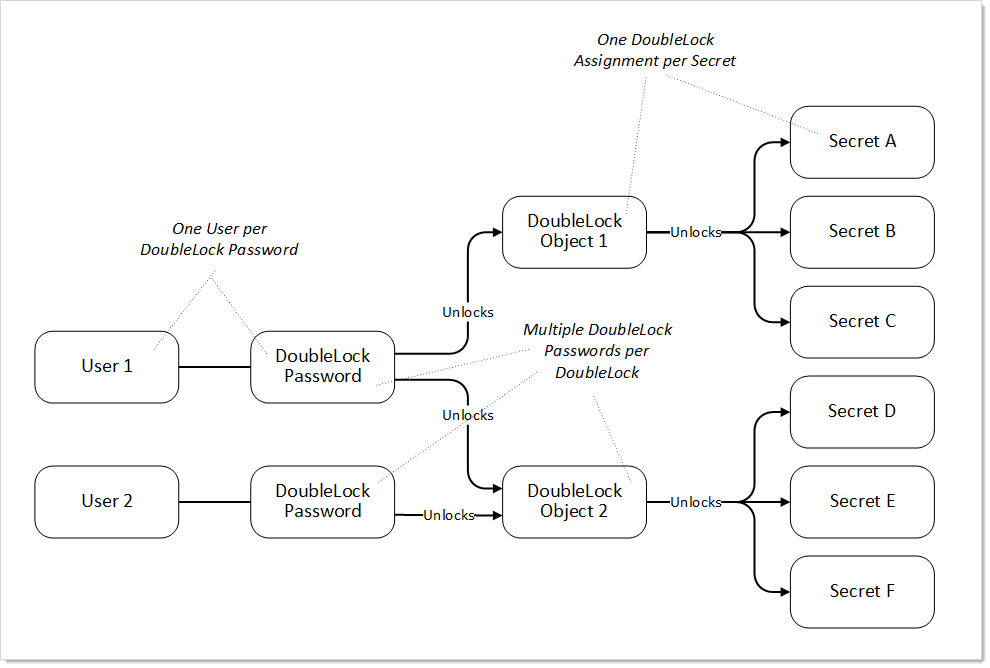 One DoubleLock
Assignment per Secret
Secret A
One User per
DoubleLock Password
DoubleLock
Object 1
Unlocks
Secret B
Unlocks
Secret C
Multiple DoubleLock
Passwords per
DoubleLock
User 1
DoubleLock
Password
Unlocks
Secret D
User 2
DoubleLock
Password
Unlocks
DoubleLock
Object 2
Unlocks
Secret E
Secret F